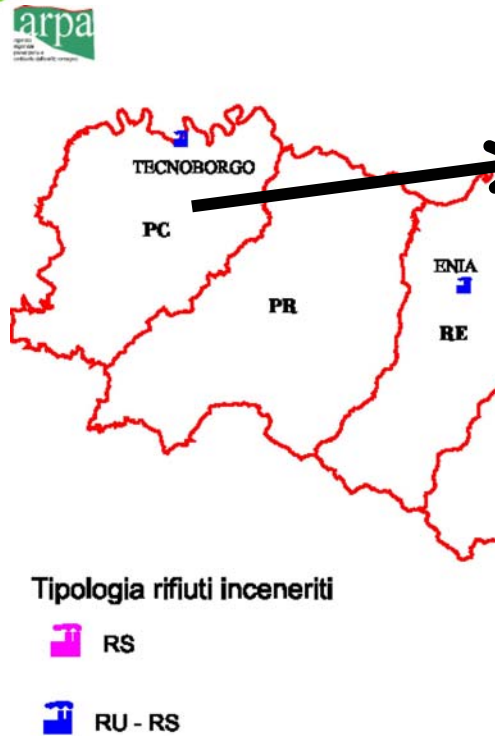 arpa
TECNOBORGO
PC
ENIA
PR
RE
Tipologia rifiuti inceneriti
RS
RU - RS